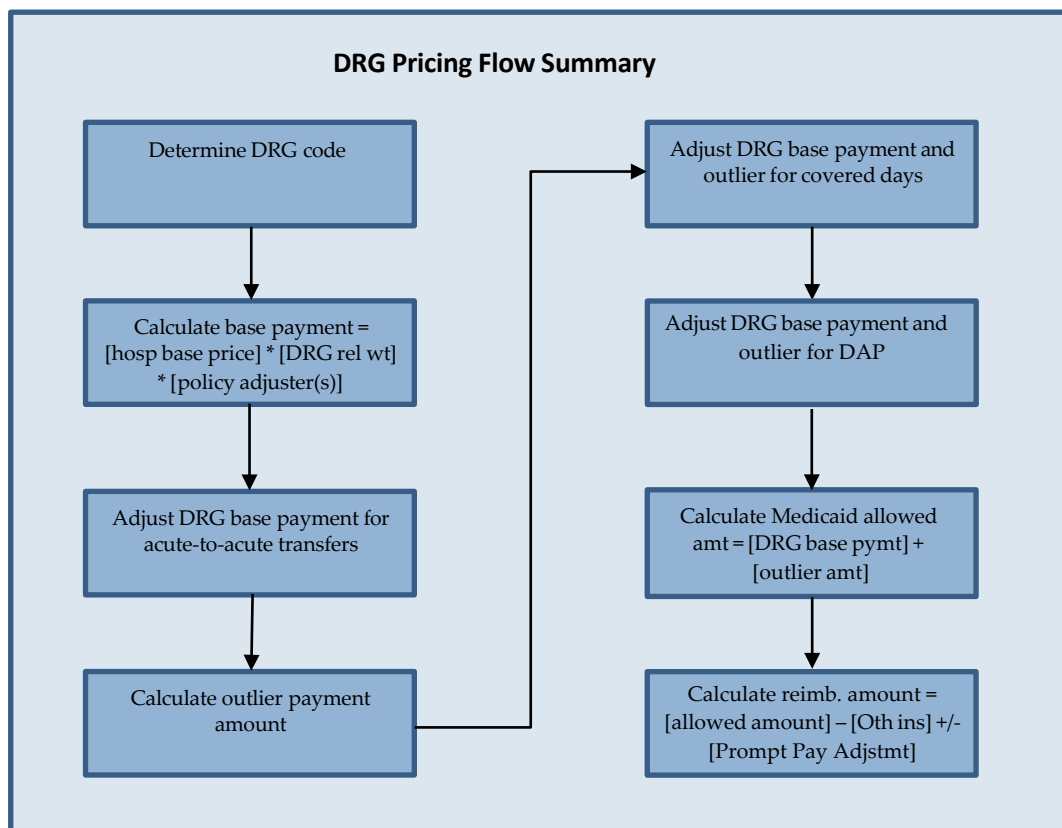 DRG Pricing Flow Summary
Determine DRG code
Calculate base payment =
[hosp base price] * [DRG rel wt]
* [policy adjuster(s)]
Adjust DRG base payment for
acute-to-acute transfers
Calculate outlier payment
amount
Adjust DRG base payment and
outlier for covered days
Adjust DRG base payment and
outlier for DAP
Calculate Medicaid allowed
amt = [DRG base pymt] +
[outlier amt]
Calculate reimb. amount =
[allowed amount] – [Oth ins] +/-
[Prompt Pay Adjstmt]